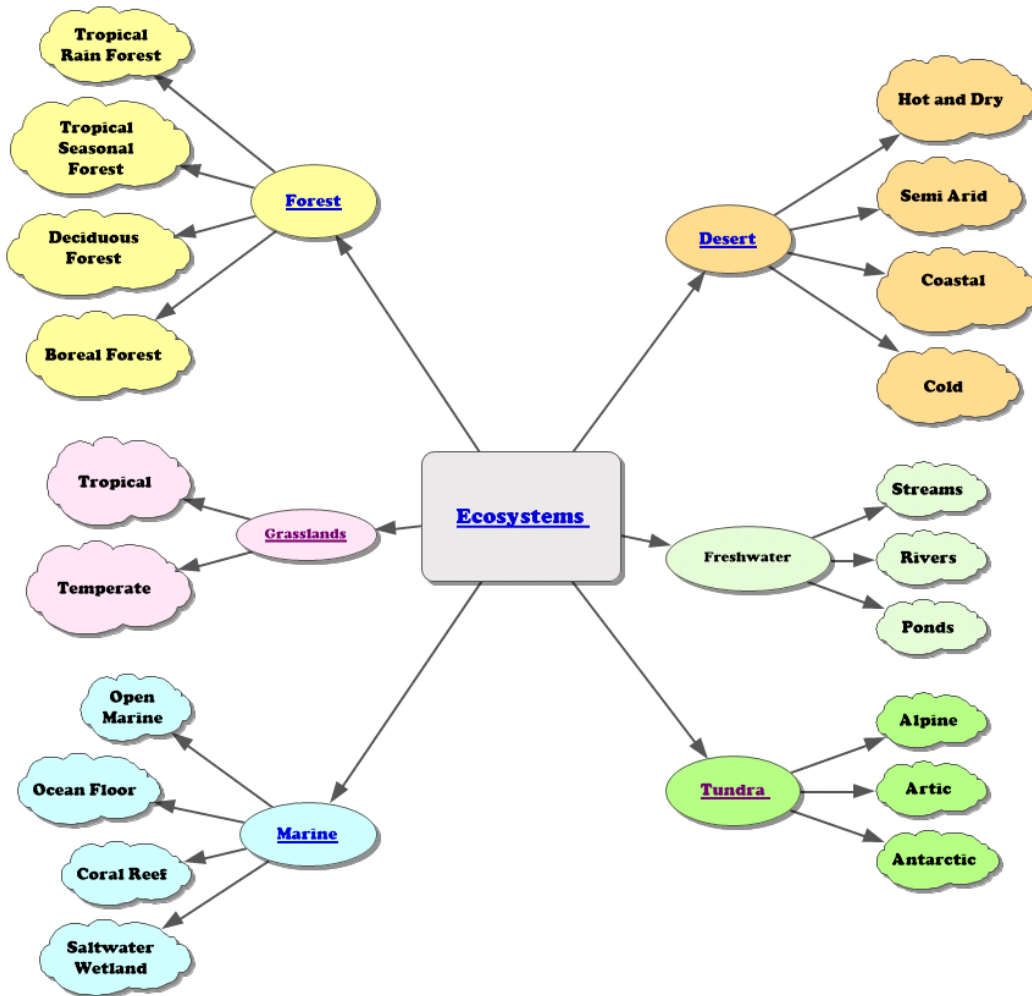 Tropical
Rain Forest
Tropical
Seasonal
Forest
Deciduous
Forest
Boreal Forest
Forest
Hot and Dry
Semi Arid
Coastal
Cold
Desert
Ecosystems
Tropical
Temperate
Grasslands
Freshwater
Streams
Rivers
Ponds
Open
Marine
Ocean Floor
Coral Reef
Saltwater
Wetland
Marine
Tundra
Alpine
Artic
Antarctic